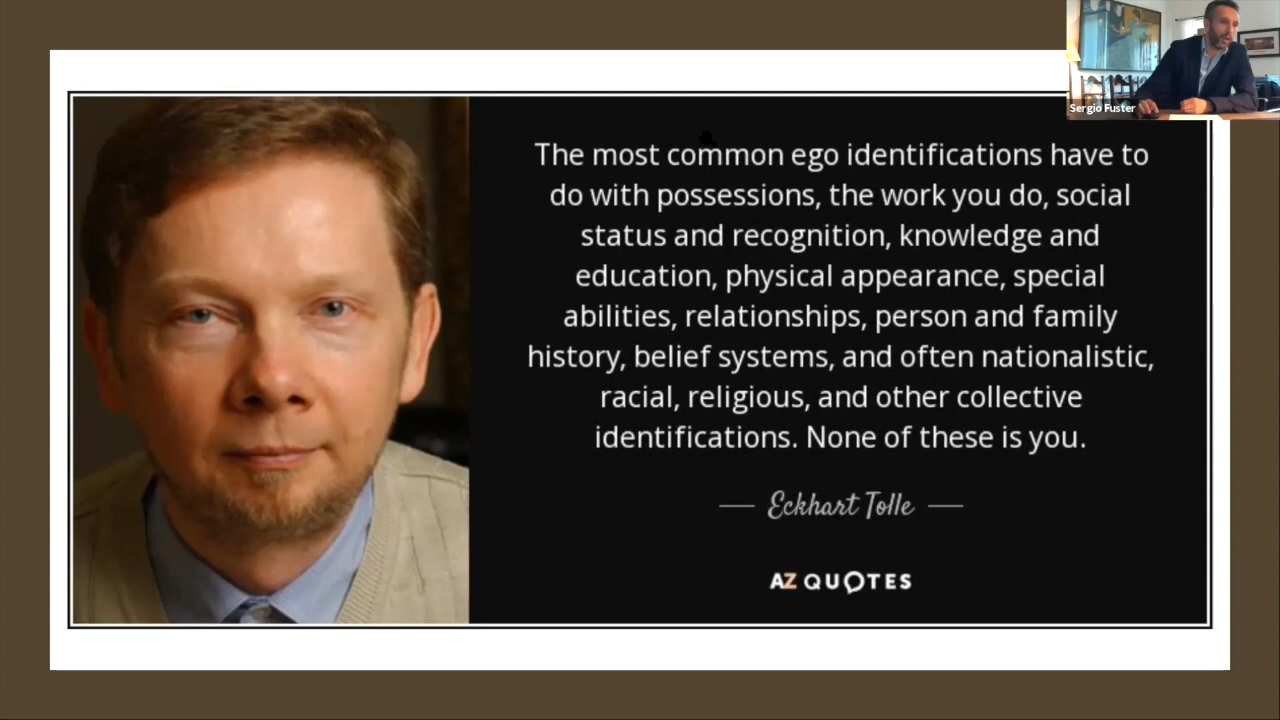 Sergio Fuster
The most common ego identifications have to
do with possessions, the work you do, social
status and recognition, knowledge and
education, physical appearance, special
abilities, relationships, person and family
history, belief systems, and often nationalistic,
racial, religious, and other collective
identifications. None of these is you.
— Eckhart Tolle —
AZ QUOTES